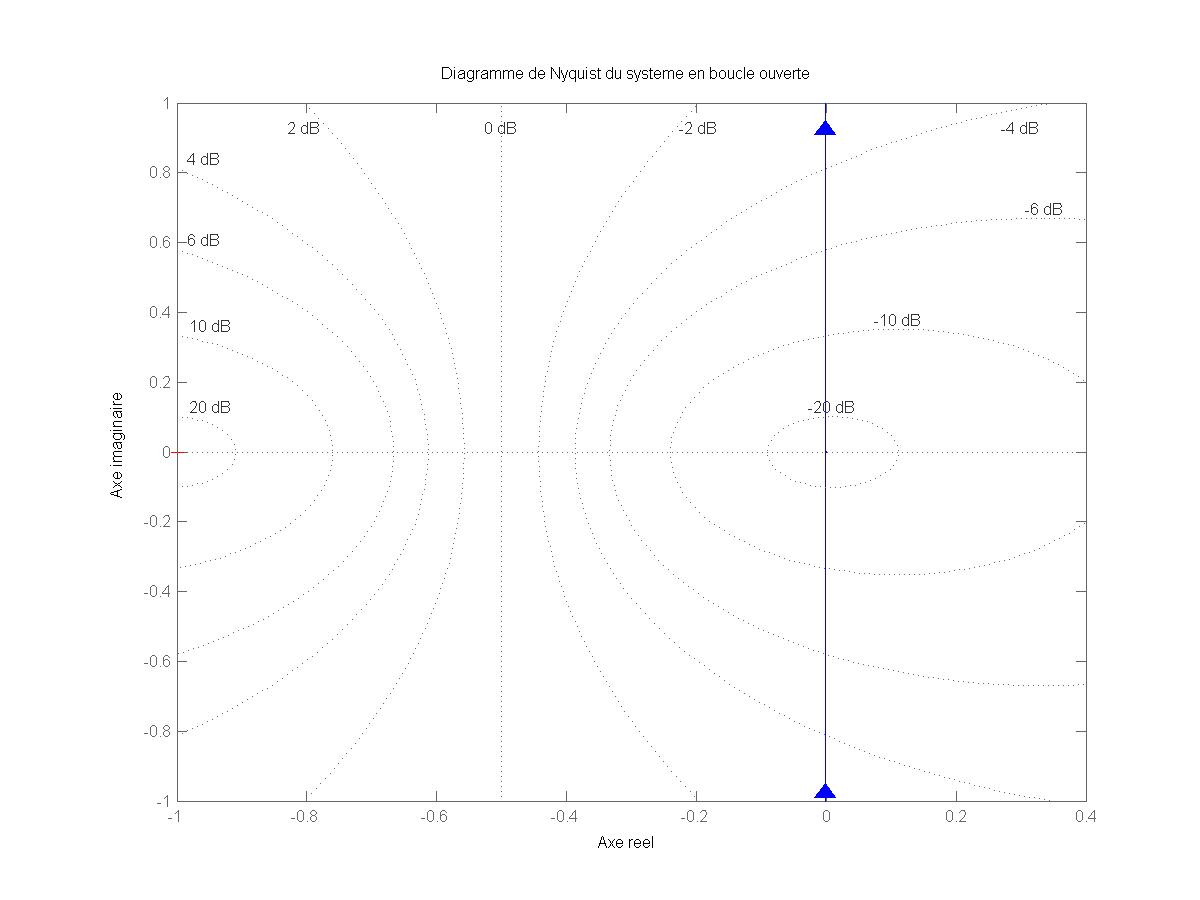 Diagramme de Nyquist du systeme en boucle ouverte
1
2 dB
0 dB
-2 dB
-4 dB
4 dB
0.8
-6 dB
0.6
6 dB
0.4
10 dB
-10 dB
0.2
20 dB
-20 dB
0
Axe imaginaire
-0.2
-0.4
-0.6
-0.8
-1
-1 -0.8 -0.6 -0.4 -0.2 0 0.2 0.4
Axe reel